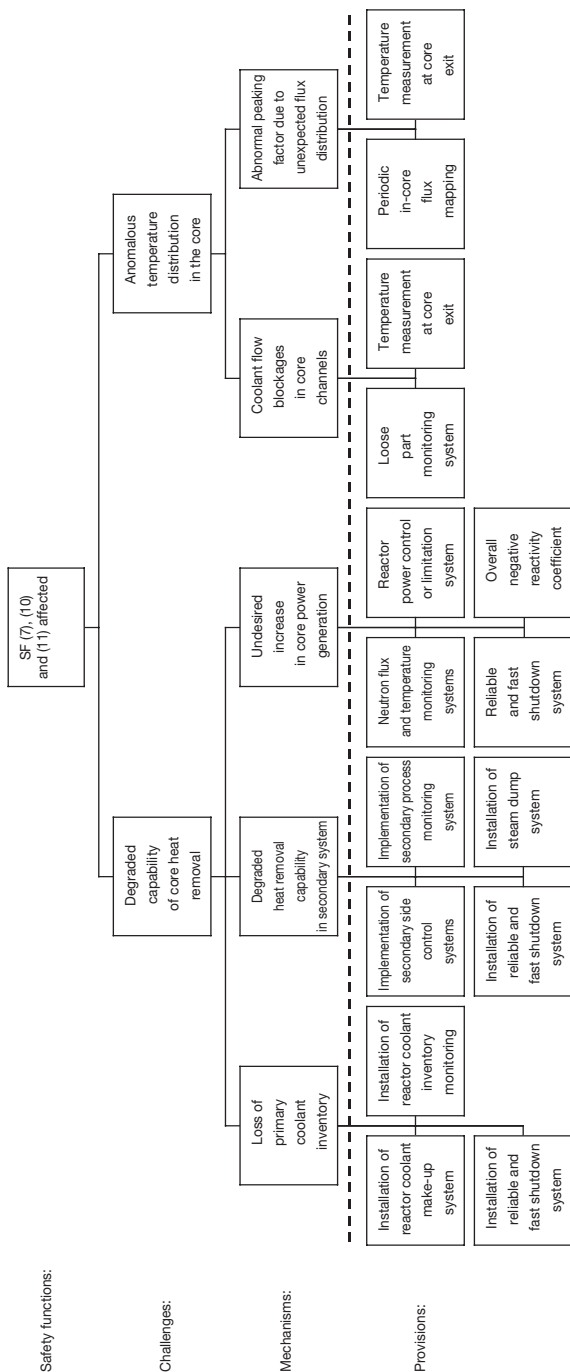 Safety functions:
SF (7), (10)
and (11) affected
Challenges:
Degraded
capability
of core heat
removal
Anomalous
temperature
distribution
in the core
Mechanisms:
Loss of
primary
coolant
inventory
Degraded
heat removal
capability
in secondary system
Undesired
increase
in core power
generation
Coolant flow
blockages
in core
channels
Abnormal peaking
factor due to
unexpected flux
distribution
Provisions:
Installation of
reactor coolant
make-up
system
Installation of
reactor coolant
inventory
monitoring
Implementation of
secondary side
control
systems
Implementation of
secondary process
monitoring
system
Neutron flux
and temperature
monitoring
systems
Reactor
power control
or limitation
system
Loose
part
monitoring
system
Temperature
measurement
at core
exit
Periodic
in-core
flux
mapping
Temperature
measurement
at core
exit
Installation of
reliable and
fast shutdown
system
Installation of
reliable and
fast shutdown
system
Installation of
steam dump
system
Reliable
and fast
shutdown
system
Overall
negative
reactivity
coefficient